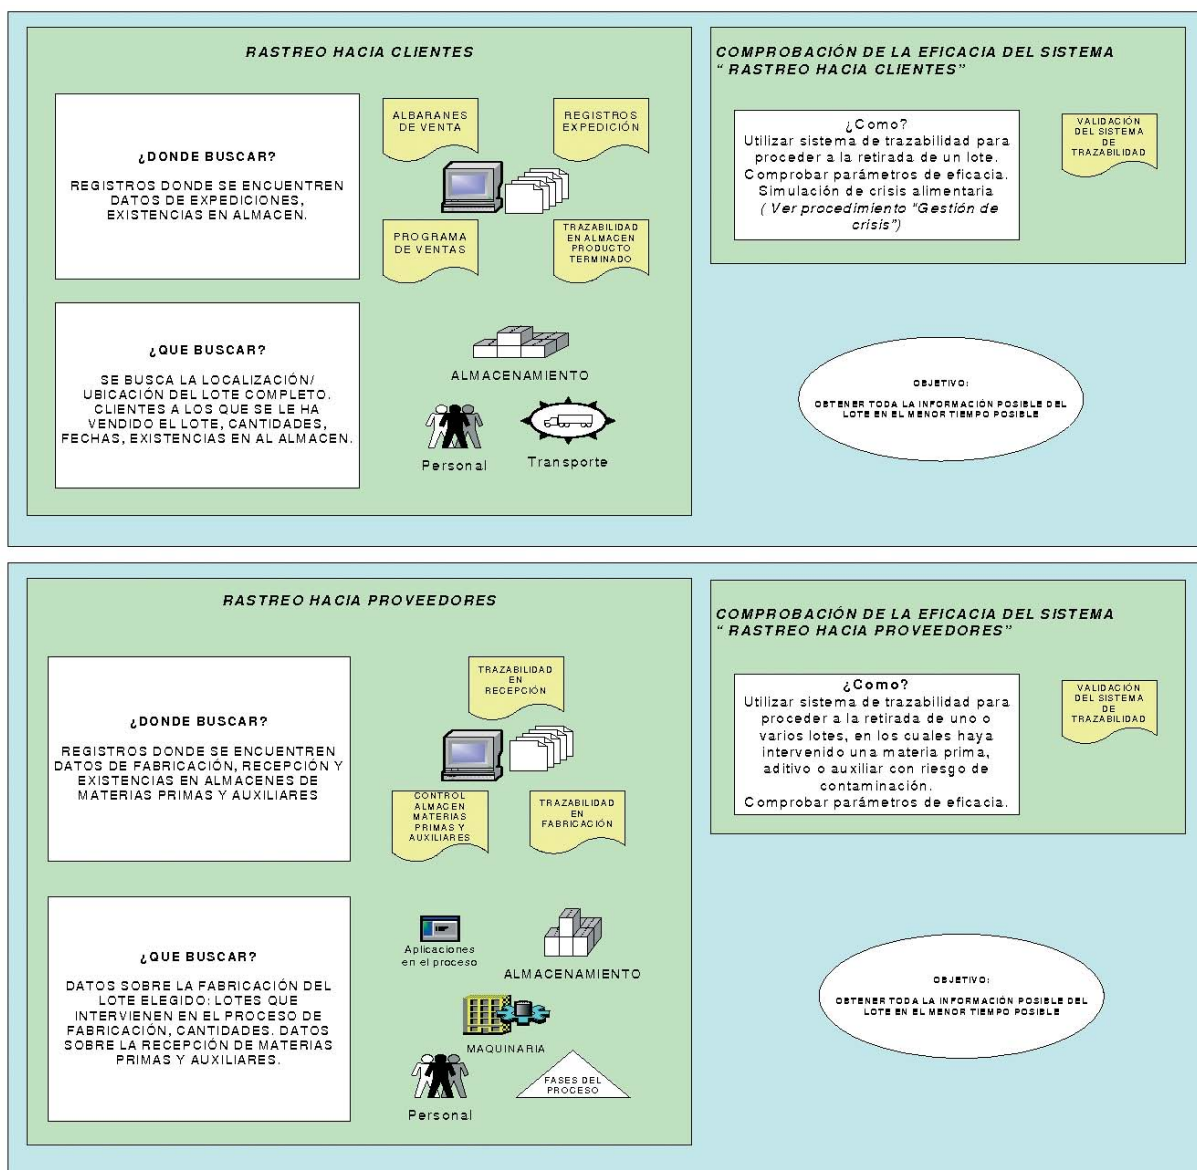 RASTREO HACIA CLIENTES
¿DONDE BUSCAR?
REGISTROS DONDE SE ENCUENTREN
DATOS DE EXPEDICIONES,
EXISTENCIAS EN ALMACEN.
ALBARANES
DE VENTA
REGISTROS
EXPEDICIÓN
PROGRAMA
DE VENTAS
TRAZABILIDAD
EN ALMACEN
PRODUCTO
TERMINADO
¿QUE BUSCAR?
SE BUSCA LA LOCALIZACIÓN/
UBICACIÓN DEL LOTE COMPLETO.
CLIENTES A LOS QUE SE LE HA
VENDIDO EL LOTE, CANTIDADES,
FECHAS, EXISTENCIAS EN AL ALMACEN.
ALMACENAMIENTO
Personal
Transporte
COMPROBACIÓN DE LA EFICACIA DEL SISTEMA
“ RASTREO HACIA CLIENTES”
¿Como?
Utilizar sistema de trazabilidad para
proceder a la retirada de un lote.
Comprobar parámetros de eficacia.
Simulación de crisis alimentaria
( Ver procedimiento “Gestión de
crisis”)
VALIDACIÓN
DEL SISTEMA
DE
TRAZABILIDAD
OBJETIVO:
OBTENER TODA LA INFORMACIÓN POSIBLE DEL
LOTE EN EL MENOR TIEMPO POSIBLE
RASTREO HACIA PROVEEDORES
¿DONDE BUSCAR?
REGISTROS DONDE SE ENCUENTREN
DATOS DE FABRICACIÓN, RECEPCIÓN Y
EXISTENCIAS EN ALMACENES DE
MATERIAS PRIMAS Y AUXILIARES
TRAZABILIDAD
EN
RECEPCIÓN
CONTROL
ALMACEN
MATERIAS
PRIMAS Y
AUXILIARES
TRAZABILIDAD
EN
FABRICACIÓN
¿QUE BUSCAR?
DATOS SOBRE LA FABRICACIÓN DEL
LOTE ELEGIDO: LOTES QUE
INTERVIENEN EN EL PROCESO DE
FABRICACIÓN, CANTIDADES. DATOS
SOBRE LA RECEPCIÓN DE MATERIAS
PRIMAS Y AUXILIARES.
Aplicaciones
en el proceso
ALMACENAMIENTO
MAQUINARIA
Personal
FASES DEL
PROCESO
COMPROBACIÓN DE LA EFICACIA DEL SISTEMA
“ RASTREO HACIA PROVEEDORES”
¿Como?
Utilizar sistema de trazabilidad para
proceder a la retirada de uno o
varios lotes, en los cuales haya
intervenido una materia prima,
aditivo o auxiliar con riesgo de
contaminación.
Comprobar parámetros de eficacia.
VALIDACIÓN
DEL SISTEMA
DE
TRAZABILIDAD
OBJETIVO:
OBTENER TODA LA INFORMACIÓN POSIBLE DEL
LOTE EN EL MENOR TIEMPO POSIBLE